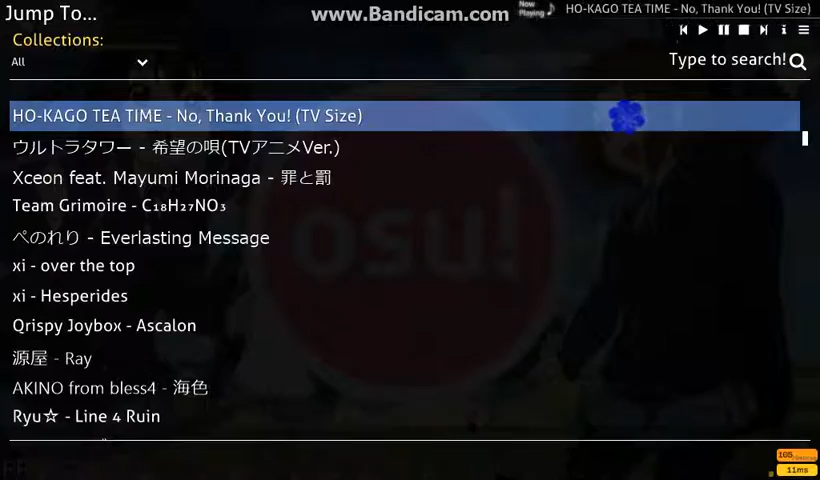 Jump To...
www.Bandicam.com
Now Playing
HO-KAGO TEA TIME - No, Thank You! (TV Size)
Collections:
All
Type to search!
HO-KAGO TEA TIME - No, Thank You! (TV Size)
ウルトラタワー - 希望の唄(TVアニメVer.)
Xceon feat. Mayumi Morinaga - 罪と罰
Team Grimoire - C₁₈H₂₇NO₃
osu!
ぺのれり - Everlasting Message
xi - over the top
xi - Hesperides
Qrispy Joybox - Ascalon
源屋 - Ray
AKINO from bless4 - 海色
Ryu☆ - Line 4 Ruin
11ms